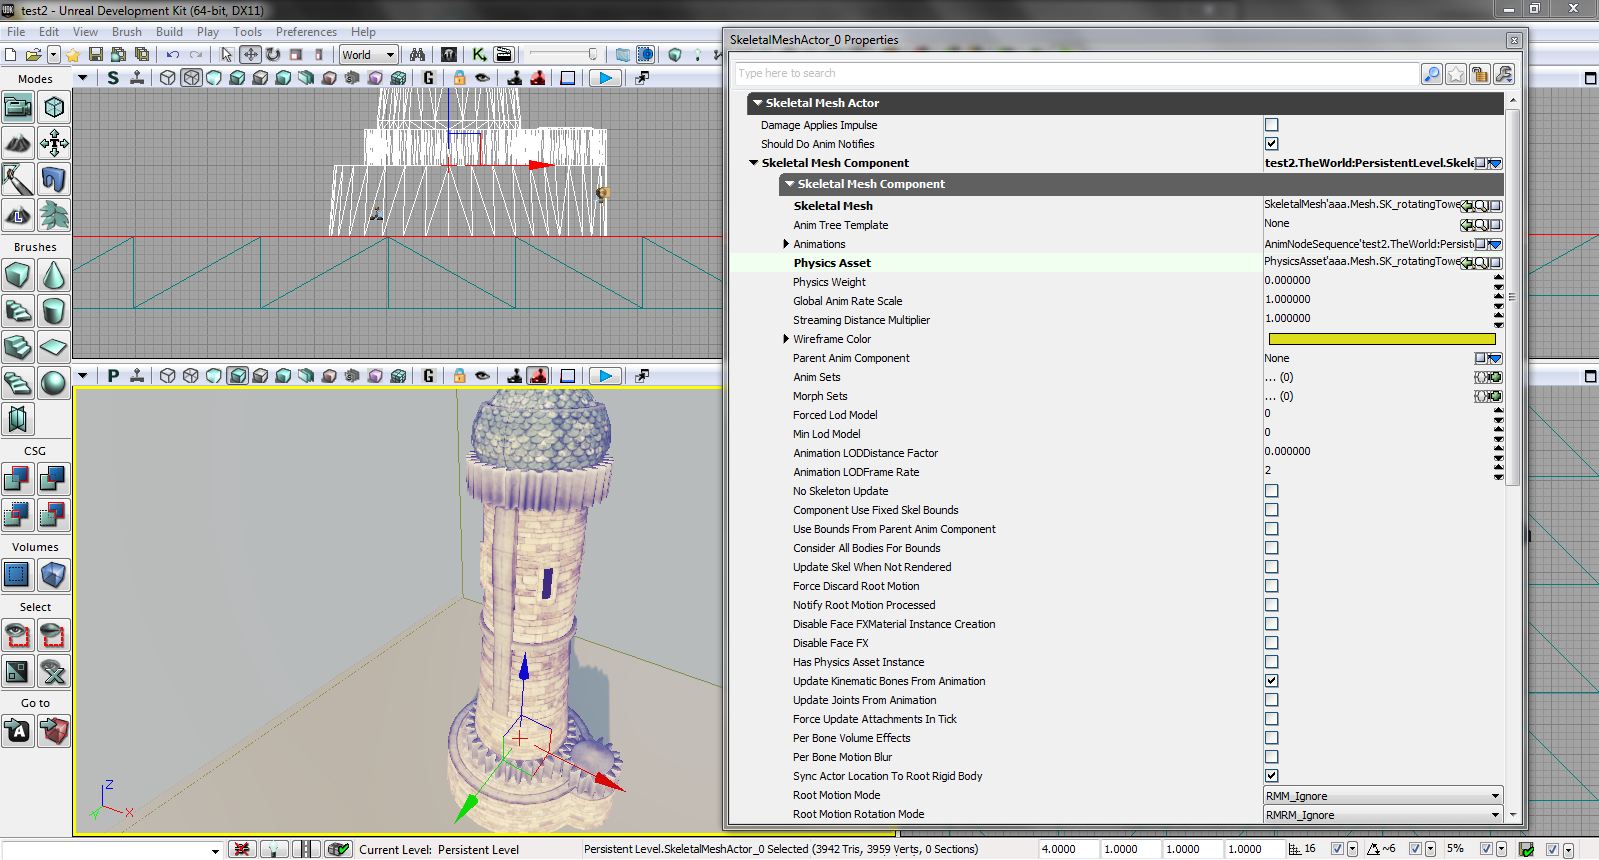 test2 - Unreal Development Kit (64-bit, DX11)
File Edit View Brush Build Play Tools Preferences Help
World
Modes
Brushes
CSG
Volumes
Select
Go to
S
G
P
G
L
A
Z
X
Y
SkeletalMeshActor_0 Properties
Type here to search
Skeletal Mesh Actor
Damage Applies Impulse
Should Do Anim Notifies
Skeletal Mesh Component test2.TheWorld:PersistentLevel.Skele
Skeletal Mesh Component
Skeletal Mesh SkeletalMesh'aaa.Mesh.SK_rotatingTowe
Anim Tree Template None
Animations AnimNodeSequence'test2.TheWorld:Persist
Physics Asset PhysicsAsset'aaa.Mesh.SK_rotatingTowe
Physics Weight 0.000000
Global Anim Rate Scale 1.000000
Streaming Distance Multiplier 1.000000
Wireframe Color
Parent Anim Component None
Anim Sets ... (0)
Morph Sets ... (0)
Forced Lod Model 0
Min Lod Model 0
Animation LODDistance Factor 0.000000
Animation LODFrame Rate 2
No Skeleton Update
Component Use Fixed Skel Bounds
Use Bounds From Parent Anim Component
Consider All Bodies For Bounds
Update Skel When Not Rendered
Force Discard Root Motion
Notify Root Motion Processed
Disable Face FXMaterial Instance Creation
Disable Face FX
Has Physics Asset Instance
Update Kinematic Bones From Animation
Update Joints From Animation
Force Update Attachments In Tick
Per Bone Volume Effects
Per Bone Motion Blur
Sync Actor Location To Root Rigid Body
Root Motion Mode RMM_Ignore
Root Motion Rotation Mode RMRM_Ignore
Current Level: Persistent Level
Persistent Level.SkeletalMeshActor_0 Selected (3942 Tris, 3959 Verts, 0 Sections)
4.0000 1.0000 1.0000 1.0000 16 ~6 5%